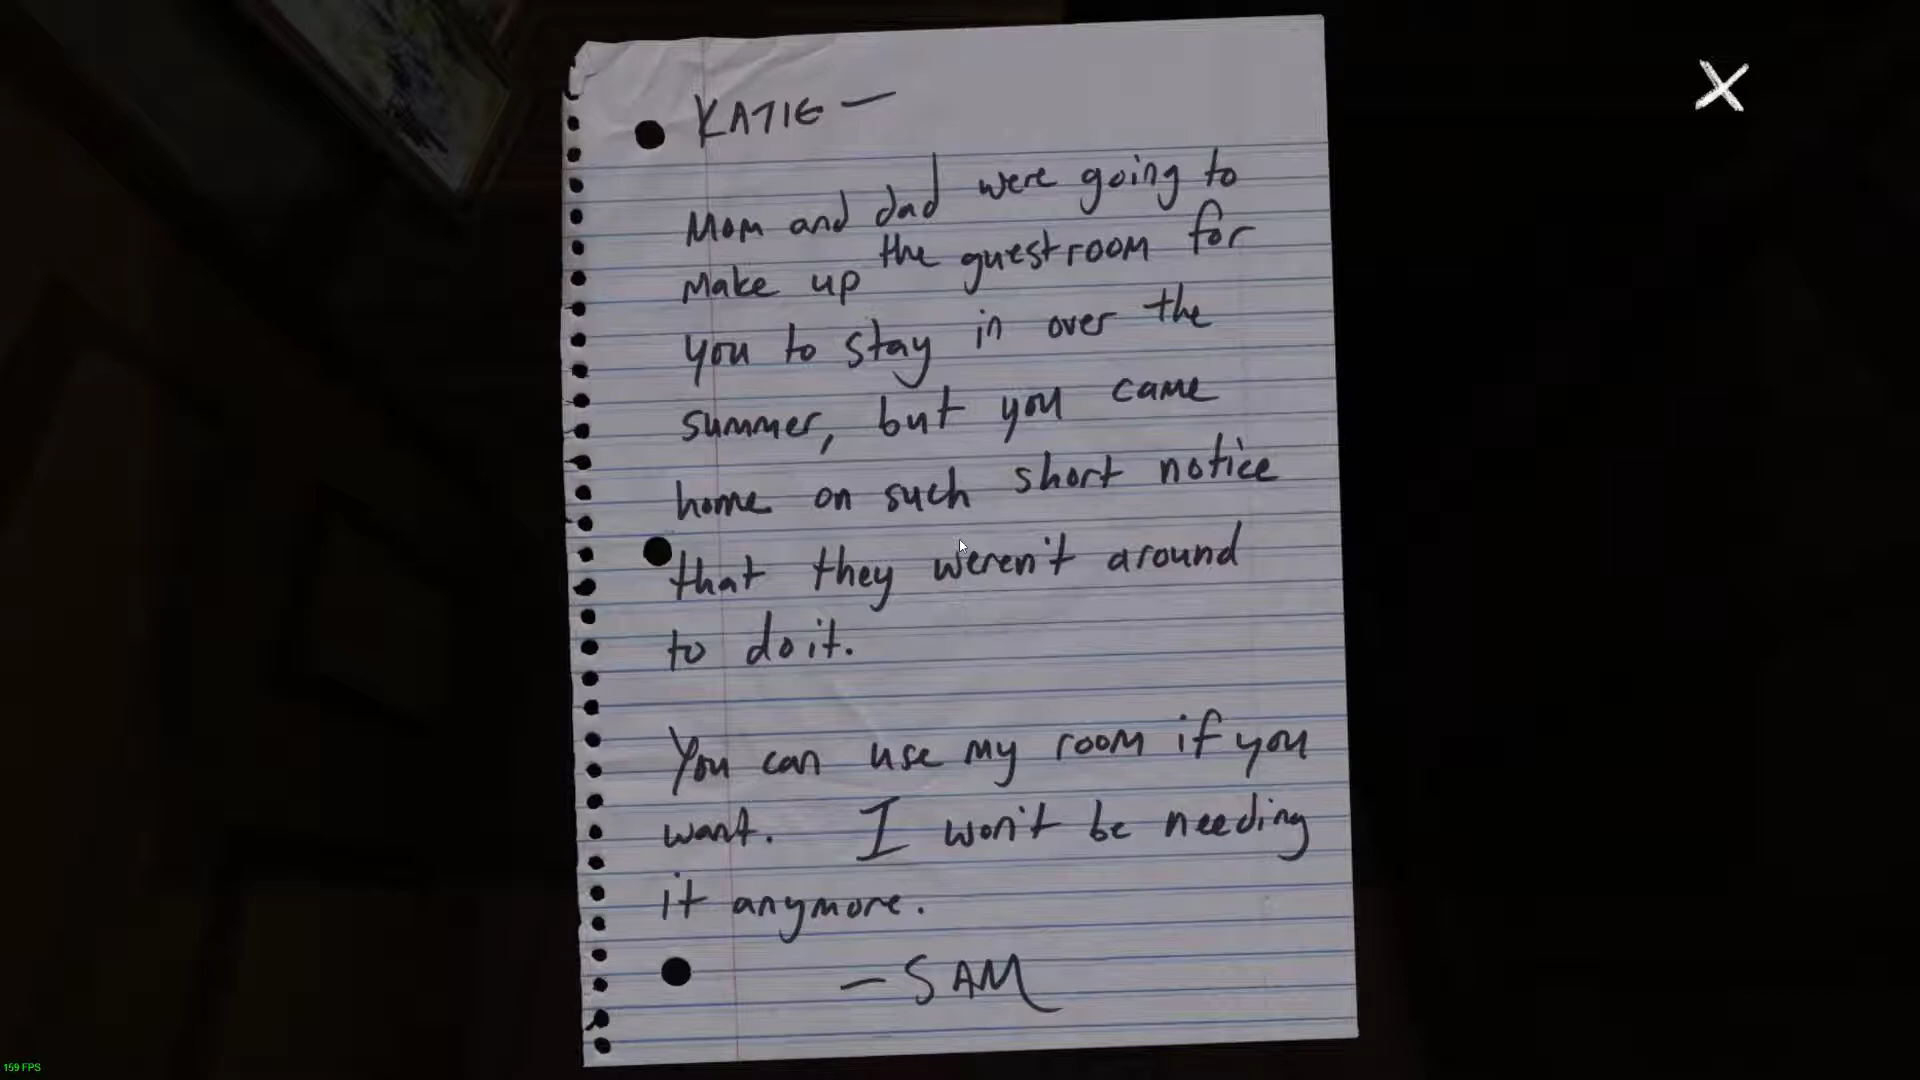 KATIE —
Mom and dad were going to
make up the guestroom for
you to stay in over the
summer, but you came
home on such short notice
that they weren't around
to do it.
You can use my room if you
want. I won't be needing
it anymore.
— SAM
159 FPS